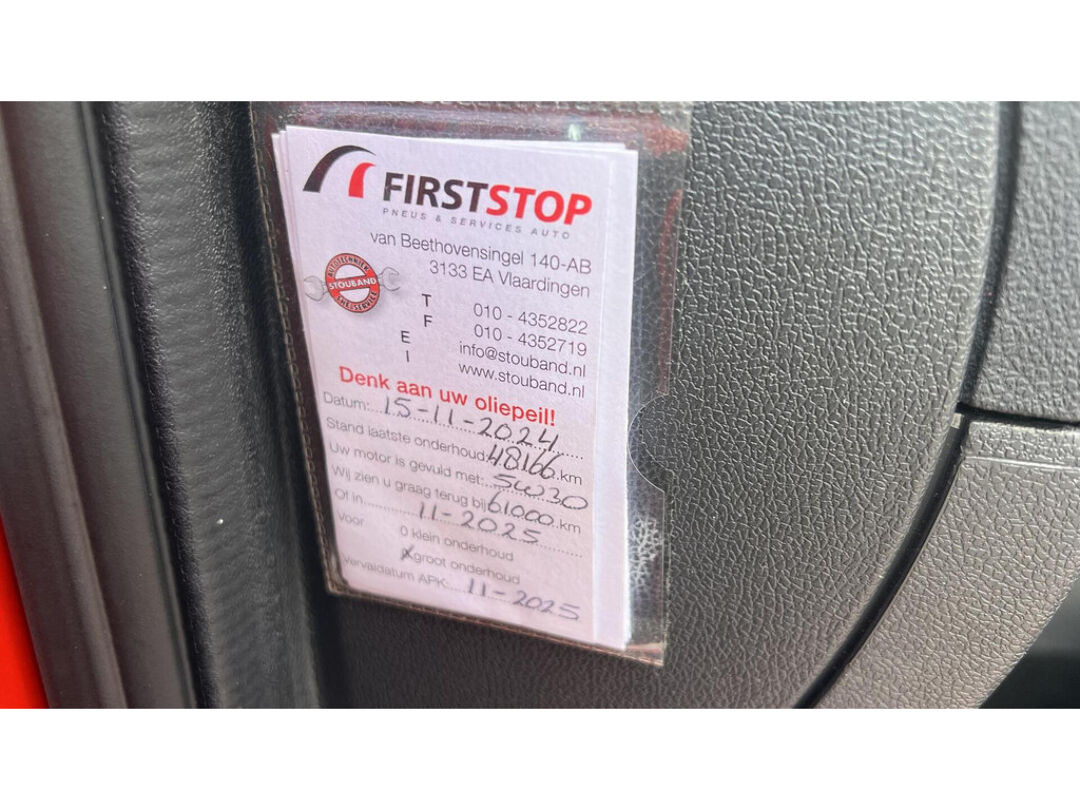 FIRSTSTOP
PNEUS & SERVICES AUTO
van Beethovensingel 140-AB
3133 EA Vlaardingen
AUTOTECHNIEK
STOUBAND
T 010 - 4352822
F 010 - 4352719
E info@stouband.nl
I www.stouband.nl
Denk aan uw oliepeil!
Datum: 15-11-2024
Stand laatste onderhoud: 48166 km
Uw motor is gevuld met: 5W30
Wij zien u graag terug bij 61000 km
Of in 11-2025
Voor 0 klein onderhoud
X groot onderhoud
Vervaldatum APK: 11-2025